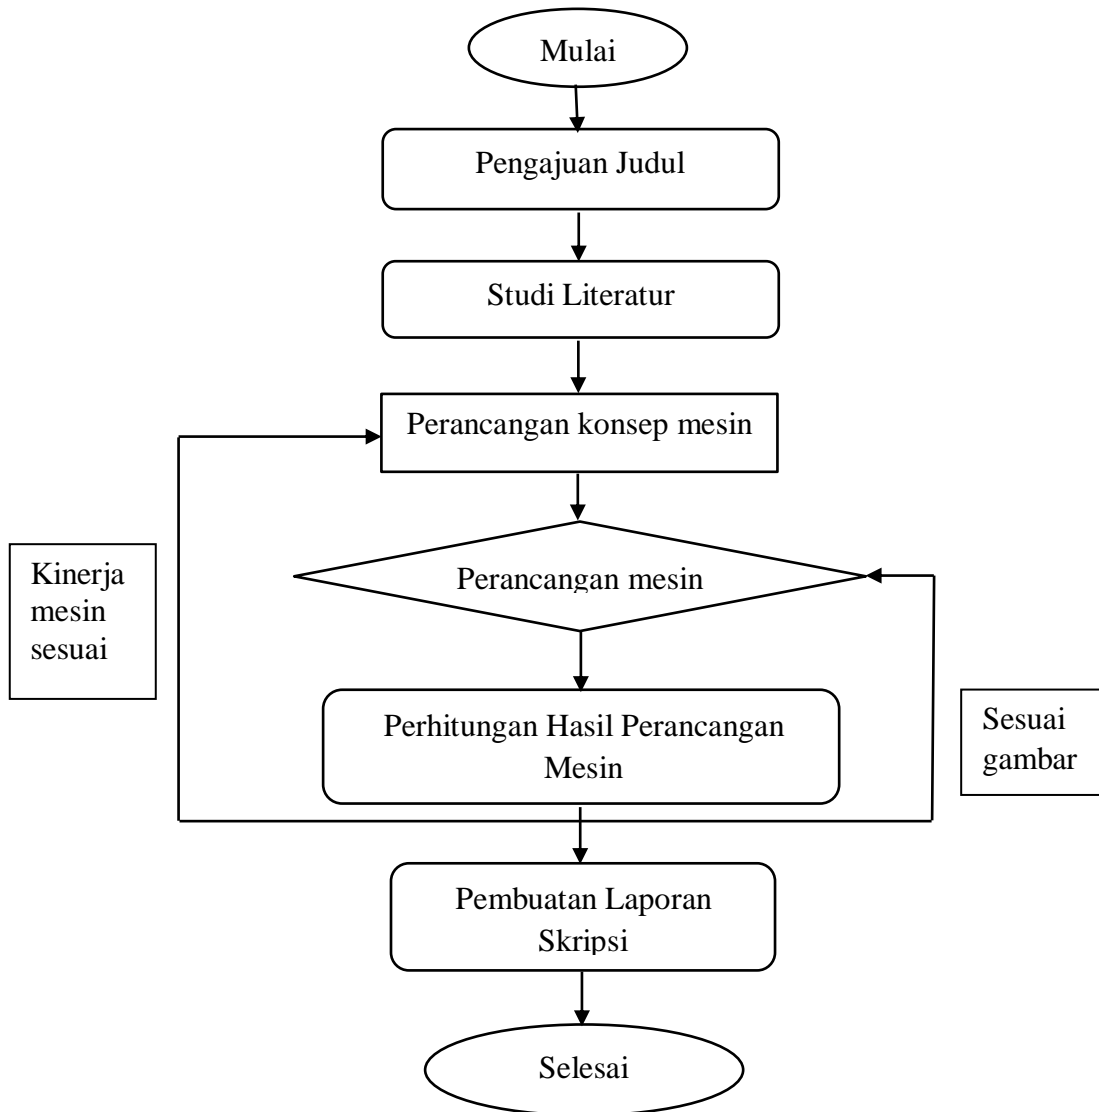 Mulai
Pengajuan Judul
Studi Literatur
Perancangan konsep mesin
Kinerja
mesin
sesuai
Perancangan mesin
Perhitungan Hasil Perancangan
Mesin
Sesuai
gambar
Pembuatan Laporan
Skripsi
Selesai